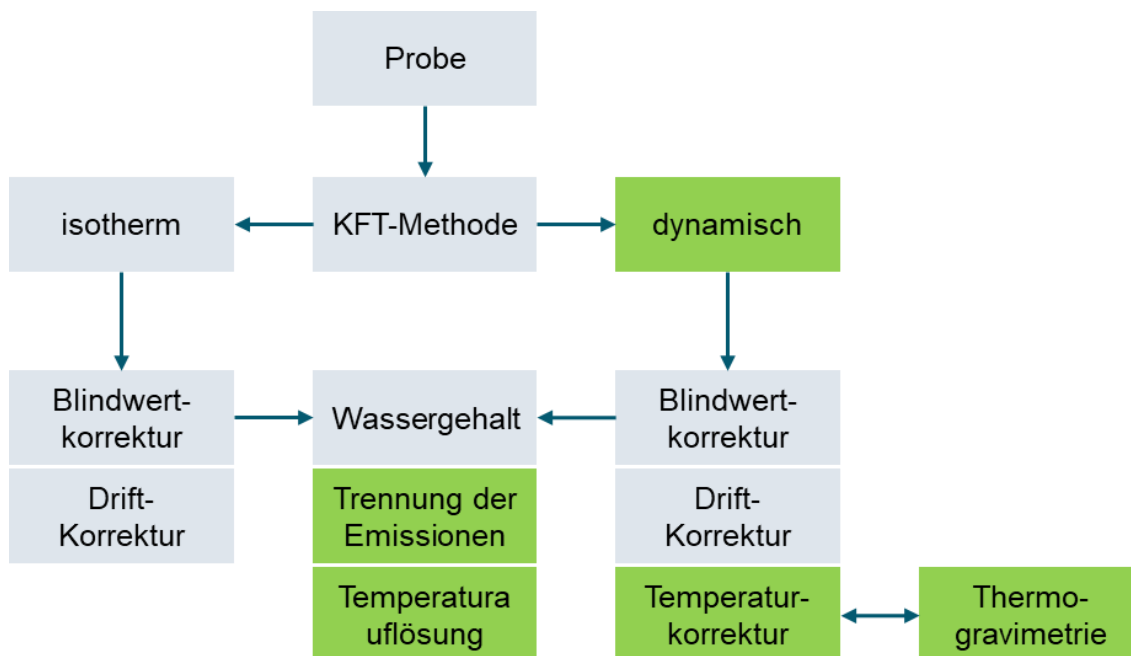 Probe
isotherm
KFT-Methode
dynamisch
Blindwert-
korrektur
Wassergehalt
Blindwert-
korrektur
Drift-
Korrektur
Trennung der
Emissionen
Drift-
Korrektur
Temperatura
uflösung
Temperatur-
korrektur
Thermo-
gravimetrie